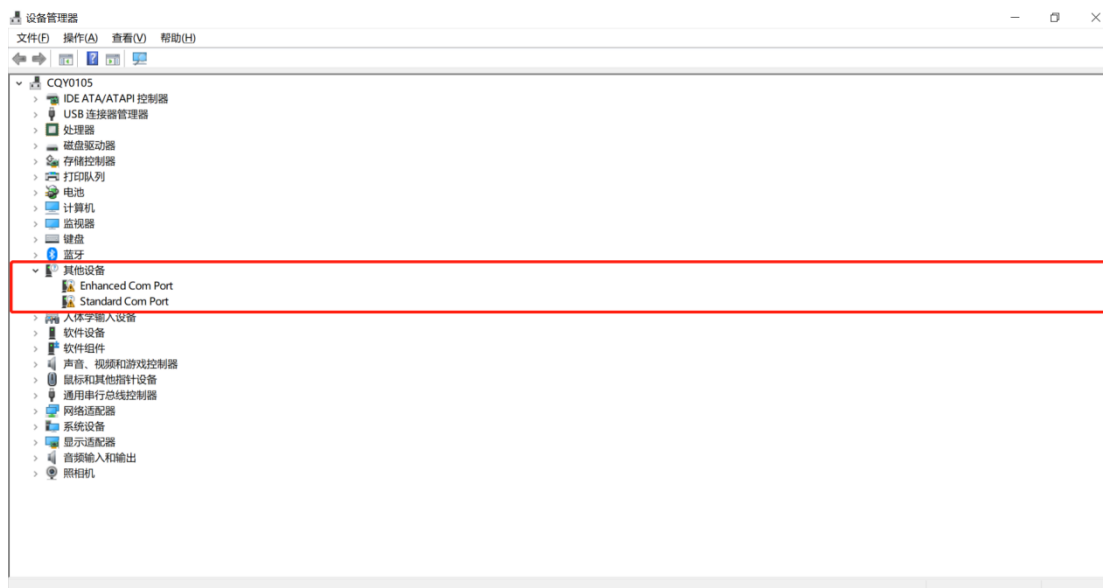 设备管理器
文件(F) 操作(A) 查看(V) 帮助(H)
CQY0105
IDE ATA/ATAPI 控制器
USB 连接器管理器
处理器
磁盘驱动器
存储控制器
打印队列
电池
计算机
监视器
键盘
蓝牙
其他设备
Enhanced Com Port
Standard Com Port
人体学输入设备
软件设备
软件组件
声音、视频和游戏控制器
鼠标和其他指针设备
通用串行总线控制器
网络适配器
系统设备
显示适配器
音频输入和输出
照相机